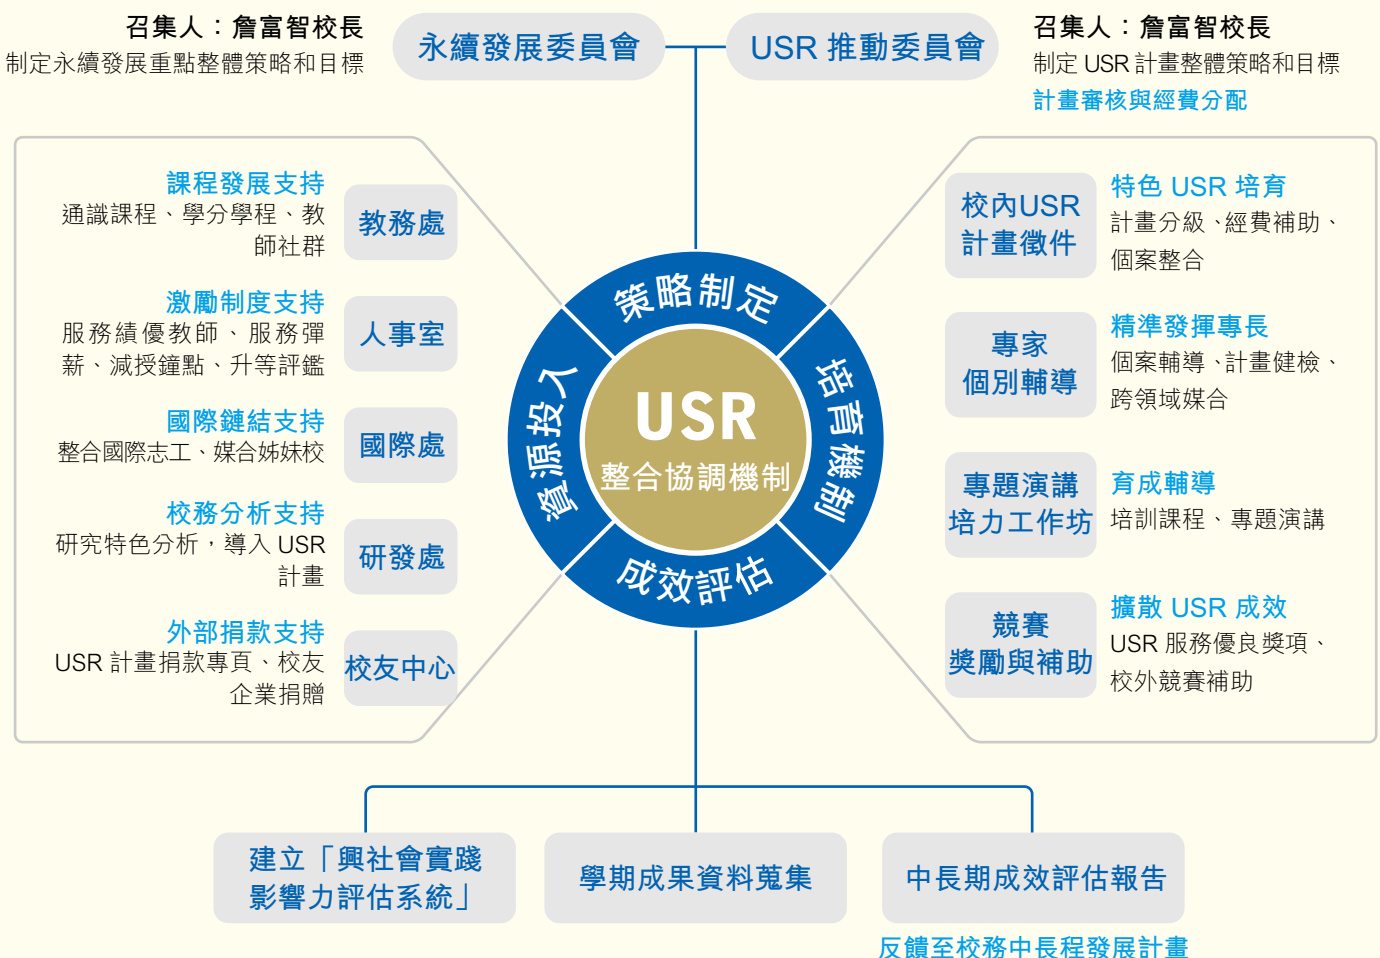 召集人：詹富智校長
制定永續發展重點整體策略和目標
永續發展委員會
USR 推動委員會
召集人：詹富智校長
制定 USR 計畫整體策略和目標
計畫審核與經費分配
課程發展支持
通識課程、學分學程、教
師社群
教務處
激勵制度支持
服務績優教師、服務彈
薪、減授鐘點、升等評鑑
人事室
國際鏈結支持
整合國際志工、媒合姊妹校
國際處
校務分析支持
研究特色分析，導入 USR
計畫
研發處
外部捐款支持
USR 計畫捐款專頁、校友
企業捐贈
校友中心
策略制定
資源投入
USR
整合協調機制
培育機制
成效評估
校內USR
計畫徵件
特色 USR 培育
計畫分級、經費補助、
個案整合
專家
個別輔導
精準發揮專長
個案輔導、計畫健檢、
跨領域媒合
專題演講
培力工作坊
育成輔導
培訓課程、專題演講
競賽
獎勵與補助
擴散 USR 成效
USR 服務優良獎項、
校外競賽補助
建立「興社會實踐
影響力評估系統」
學期成果資料蒐集
中長期成效評估報告
反饋至校務中長程發展計畫